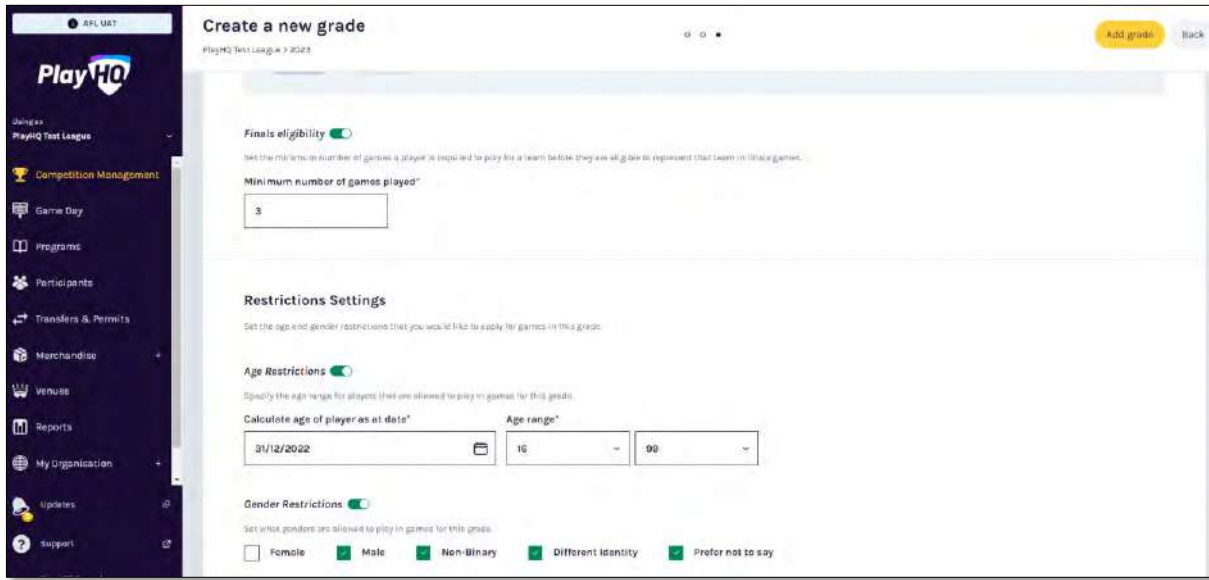 AFL UAT
Create a new grade
PlayHQ Test League > 2023
Add grade
Back
PlayHQ
Using as
PlayHQ Test League
Competition Management
Game Day
Programs
Participants
Transfers & Permits
Merchandise +
Venues
Reports
My Organisation +
Updates
Support
Finals eligibility
Set the minimum number of games a player is required to play for a team before they are eligible to represent that team in finals games.
Minimum number of games played*
3
Restrictions Settings
Set the age and gender restrictions that you would like to apply for games in this grade.
Age Restrictions
Specify the age range for players that are allowed to play in games for this grade.
Calculate age of player as at date* Age range*
31/12/2022 16 99
Gender Restrictions
Set what genders are allowed to play in games for this grade.
Female Male Non-Binary Different Identity Prefer not to say